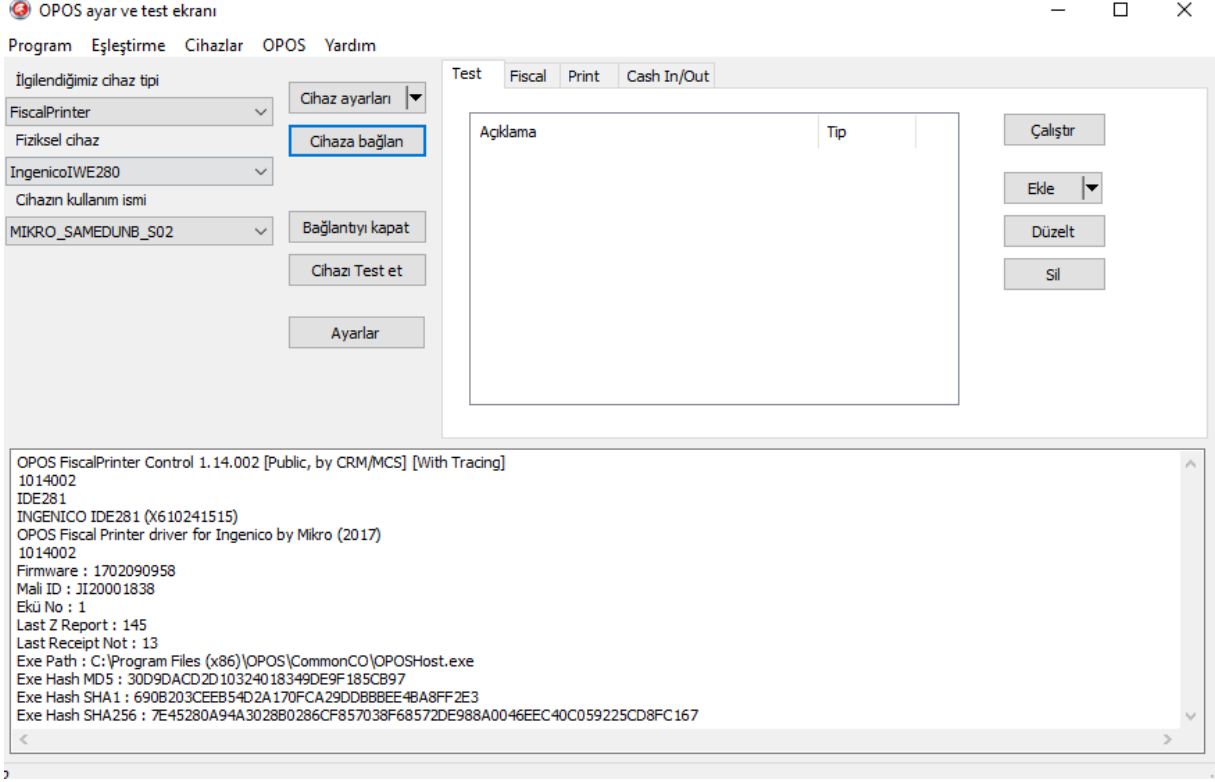 OPOS ayar ve test ekranı
Program Eşleştirme Cihazlar OPOS Yardım
İlgilendiğimiz cihaz tipi
FiscalPrinter
Fiziksel cihaz
IngenicoIWE280
Cihazın kullanım ismi
MIKRO_SAMEDUNB_S02
Cihaz ayarları
Cihaza bağlan
Bağlantıyı kapat
Cihazı Test et
Ayarlar
Test Fiscal Print Cash In/Out
Açıklama Tip
Çalıştır
Ekle
Düzelt
Sil
OPOS FiscalPrinter Control 1.14.002 [Public, by CRM/MCS] [With Tracing]
1014002
IDE281
INGENICO IDE281 (X610241515)
OPOS Fiscal Printer driver for Ingenico by Mikro (2017)
1014002
Firmware : 1702090958
Mali ID : JI20001838
Ekü No : 1
Last Z Report : 145
Last Receipt Not : 13
Exe Path : C:\Program Files (x86)\OPOS\CommonCO\OPOSHost.exe
Exe Hash MD5 : 30D9DACD2D10324018349DE9F185CB97
Exe Hash SHA1 : 690B203CEEB54D2A170FCA29DDBBBEE4BA8FF2E3
Exe Hash SHA256 : 7E45280A94A3028B0286CF857038F68572DE988A0046EEC40C059225CD8FC167